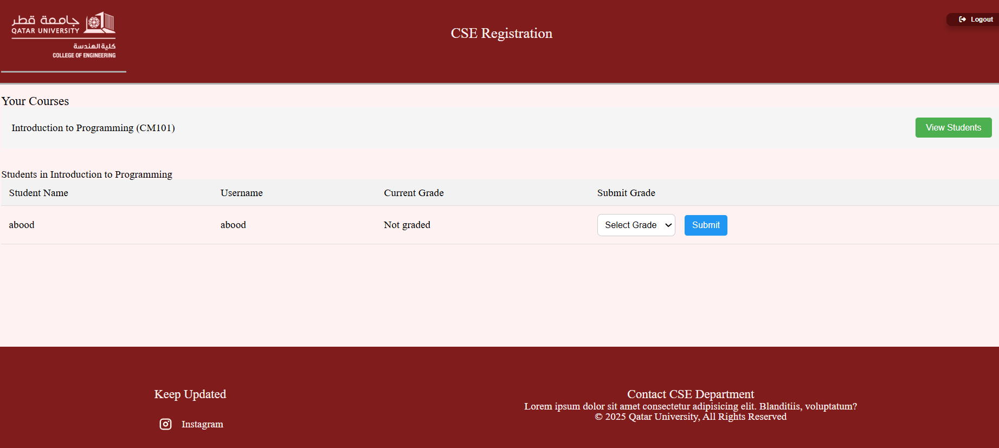 جامعة قطر
QATAR UNIVERSITY
كلية الهندسة
COLLEGE OF ENGINEERING
CSE Registration
Logout
Your Courses
Introduction to Programming (CM101)
View Students
Students in Introduction to Programming
Student Name Username Current Grade Submit Grade
abood abood Not graded Select Grade Submit
Keep Updated
Instagram
Contact CSE Department
Lorem ipsum dolor sit amet consectetur adipisicing elit. Blanditiis, voluptatum?
© 2025 Qatar University, All Rights Reserved